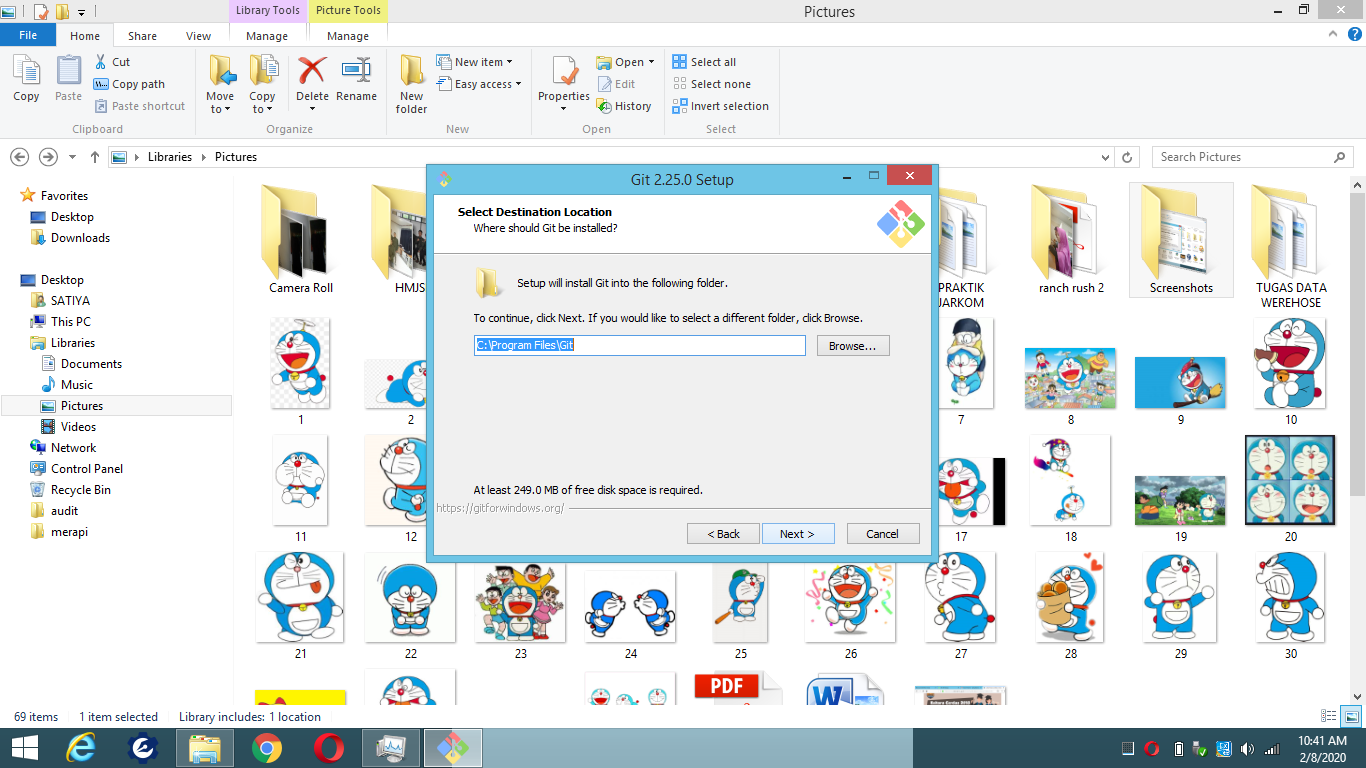 Library Tools
Picture Tools
Pictures
File
Home
Share
View
Manage
Manage
Copy
Paste
Cut
Copy path
Paste shortcut
Clipboard
Move to
Copy to
Delete
Rename
Organize
New folder
New item
Easy access
New
Properties
Open
Edit
History
Open
Select all
Select none
Invert selection
Select
Libraries
Pictures
Search Pictures
Favorites
Desktop
Downloads
Desktop
SATIYA
This PC
Libraries
Documents
Music
Pictures
Videos
Network
Control Panel
Recycle Bin
audit
merapi
Git 2.25.0 Setup
Select Destination Location
Where should Git be installed?
Setup will install Git into the following folder.
To continue, click Next. If you would like to select a different folder, click Browse.
C:\Program Files\Git
Browse...
At least 249.0 MB of free disk space is required.
https://gitforwindows.org/
< Back
Next >
Cancel
Camera Roll
HMJS
PRAKTIK
JARKOM
ranch rush 2
Screenshots
TUGAS DATA
WEREHOSE
1
2
7
8
9
10
11
12
17
18
19
20
21
22
23
24
25
26
27
28
29
30
PDF
W
69 items
1 item selected
Library includes: 1 location
10:41 AM
2/8/2020